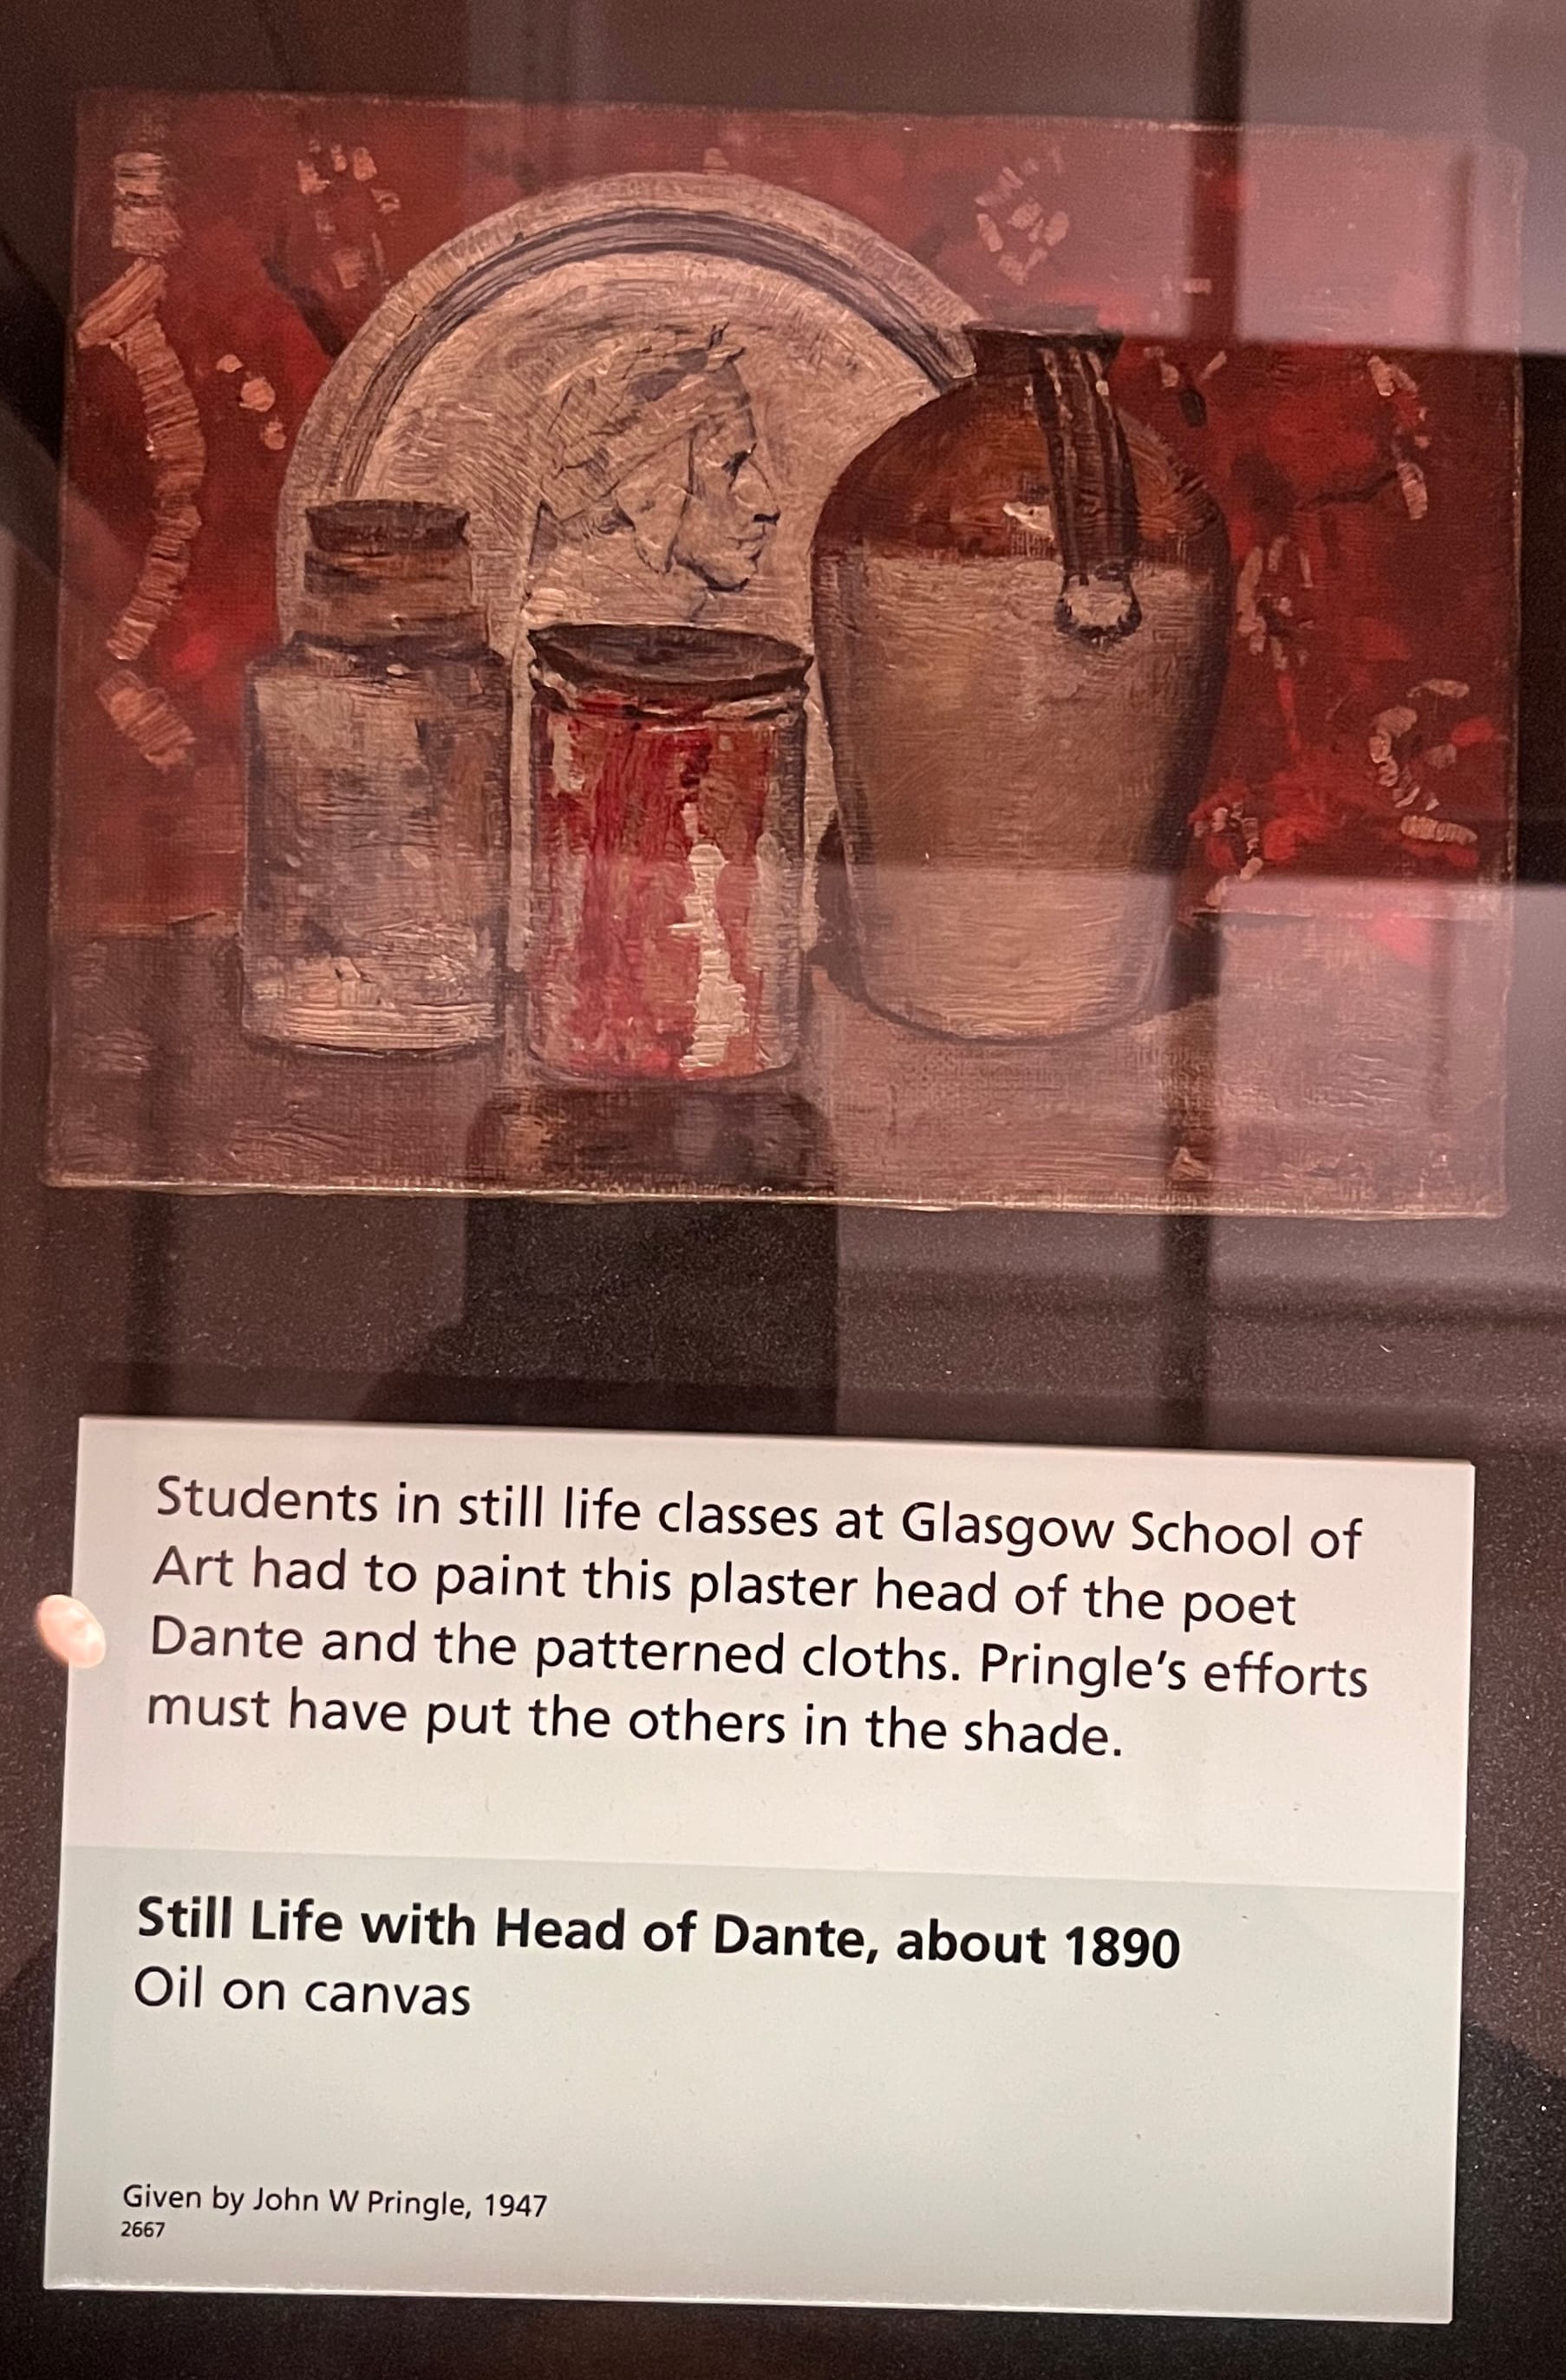 Students in still life classes at Glasgow School of
Art had to paint this plaster head of the poet
Dante and the patterned cloths. Pringle’s efforts
must have put the others in the shade.
Still Life with Head of Dante, about 1890
Oil on canvas
Given by John W Pringle, 1947
2667